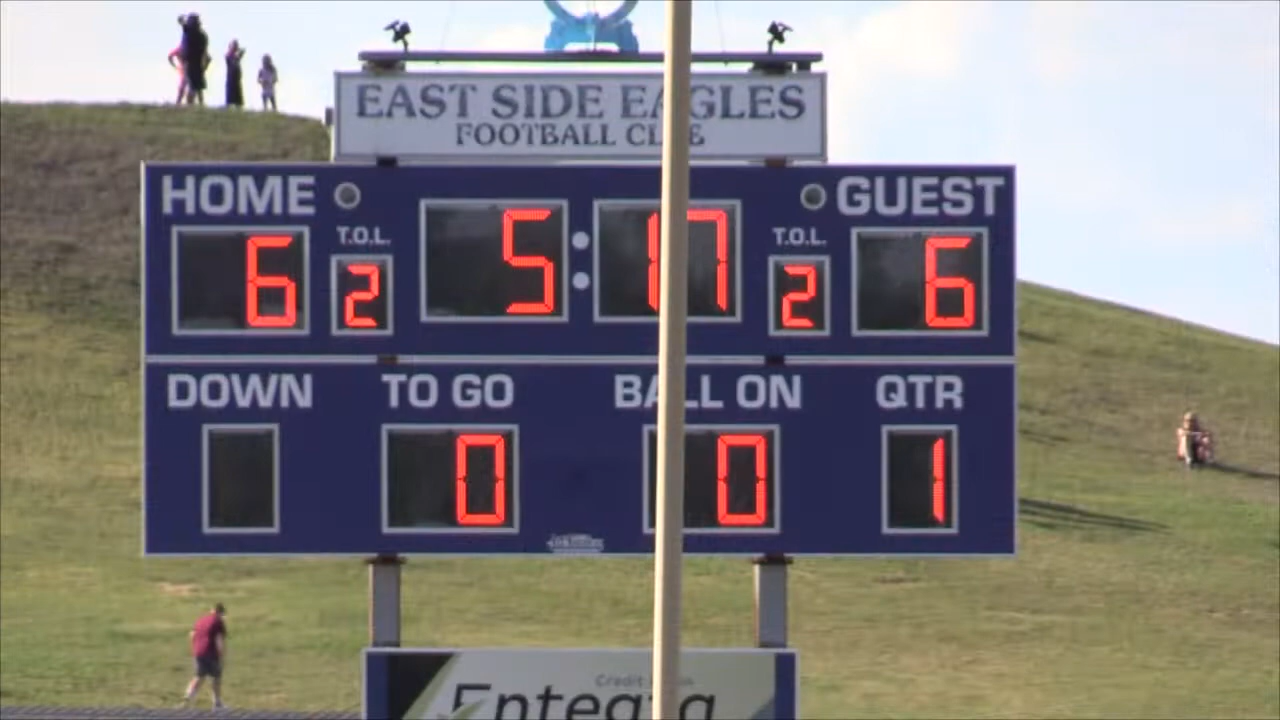 EAST SIDE EAGLES
FOOTBALL CLUB
HOME GUEST
T.O.L. T.O.L.
6 2 5:17 2 6
DOWN TO GO BALL ON QTR
0 0 1
Credit Union
Entegra